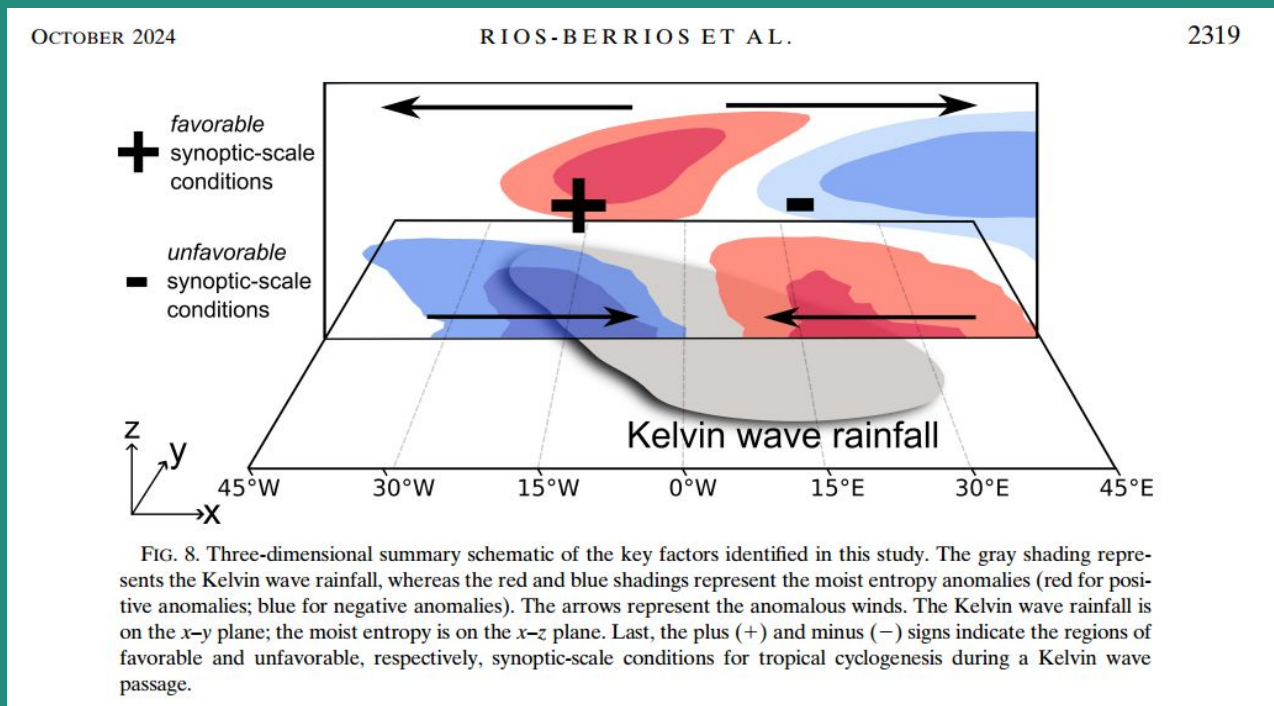 OCTOBER 2024
RIOS-BERRIOS ET AL.
2319
+ favorable
synoptic-scale
conditions
+
-
- unfavorable
synoptic-scale
conditions
Kelvin wave rainfall
z
y
x
45°W 30°W 15°W 0°W 15°E 30°E 45°E
FIG. 8. Three-dimensional summary schematic of the key factors identified in this study. The gray shading repre-
sents the Kelvin wave rainfall, whereas the red and blue shadings represent the moist entropy anomalies (red for posi-
tive anomalies; blue for negative anomalies). The arrows represent the anomalous winds. The Kelvin wave rainfall is
on the x–y plane; the moist entropy is on the x–z plane. Last, the plus (+) and minus (−) signs indicate the regions of
favorable and unfavorable, respectively, synoptic-scale conditions for tropical cyclogenesis during a Kelvin wave
passage.